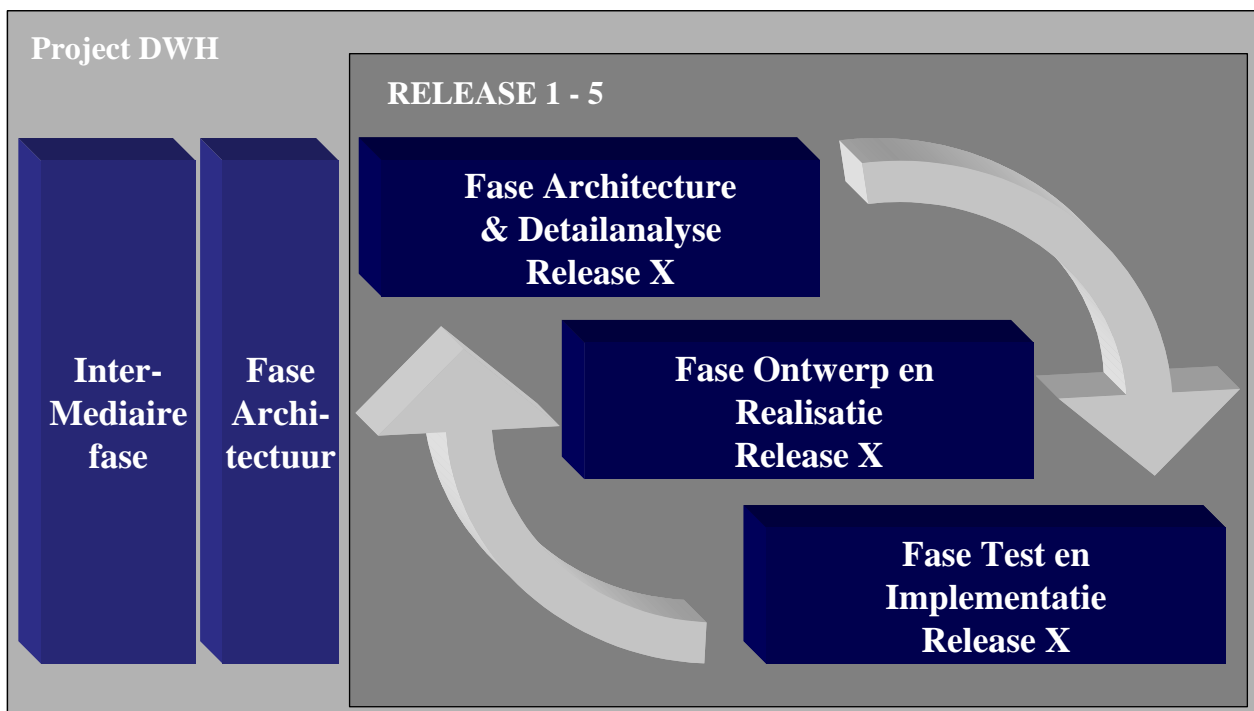 Project DWH
RELEASE 1 - 5
Inter-
Mediaire
fase
Fase
Archi-
tectuur
Fase Architecture
& Detailanalyse
Release X
Fase Ontwerp en
Realisatie
Release X
Fase Test en
Implementatie
Release X